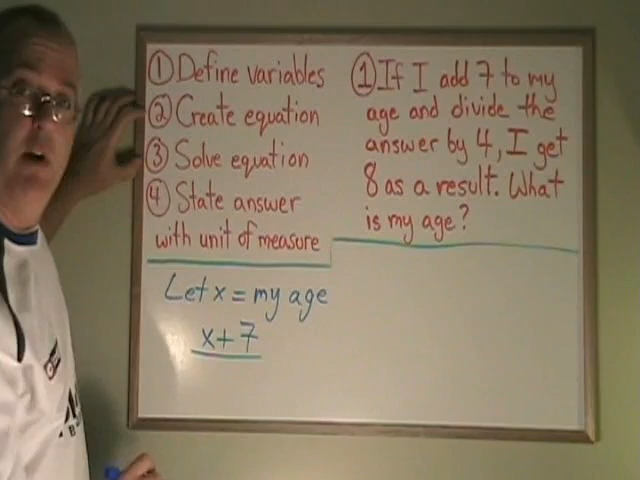 ① Define variables
② Create equation
③ Solve equation
④ State answer
with unit of measure
Let x = my age
x + 7
① If I add 7 to my
age and divide the
answer by 4, I get
8 as a result. What
is my age?